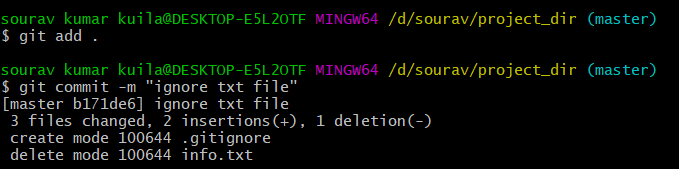 sourav kumar kuila@DESKTOP-E5L2OTF MINGW64 /d/sourav/project_dir (master)
$ git add .
sourav kumar kuila@DESKTOP-E5L2OTF MINGW64 /d/sourav/project_dir (master)
$ git commit -m "ignore txt file"
[master b171de6] ignore txt file
 3 files changed, 2 insertions(+), 1 deletion(-)
 create mode 100644 .gitignore
 delete mode 100644 info.txt